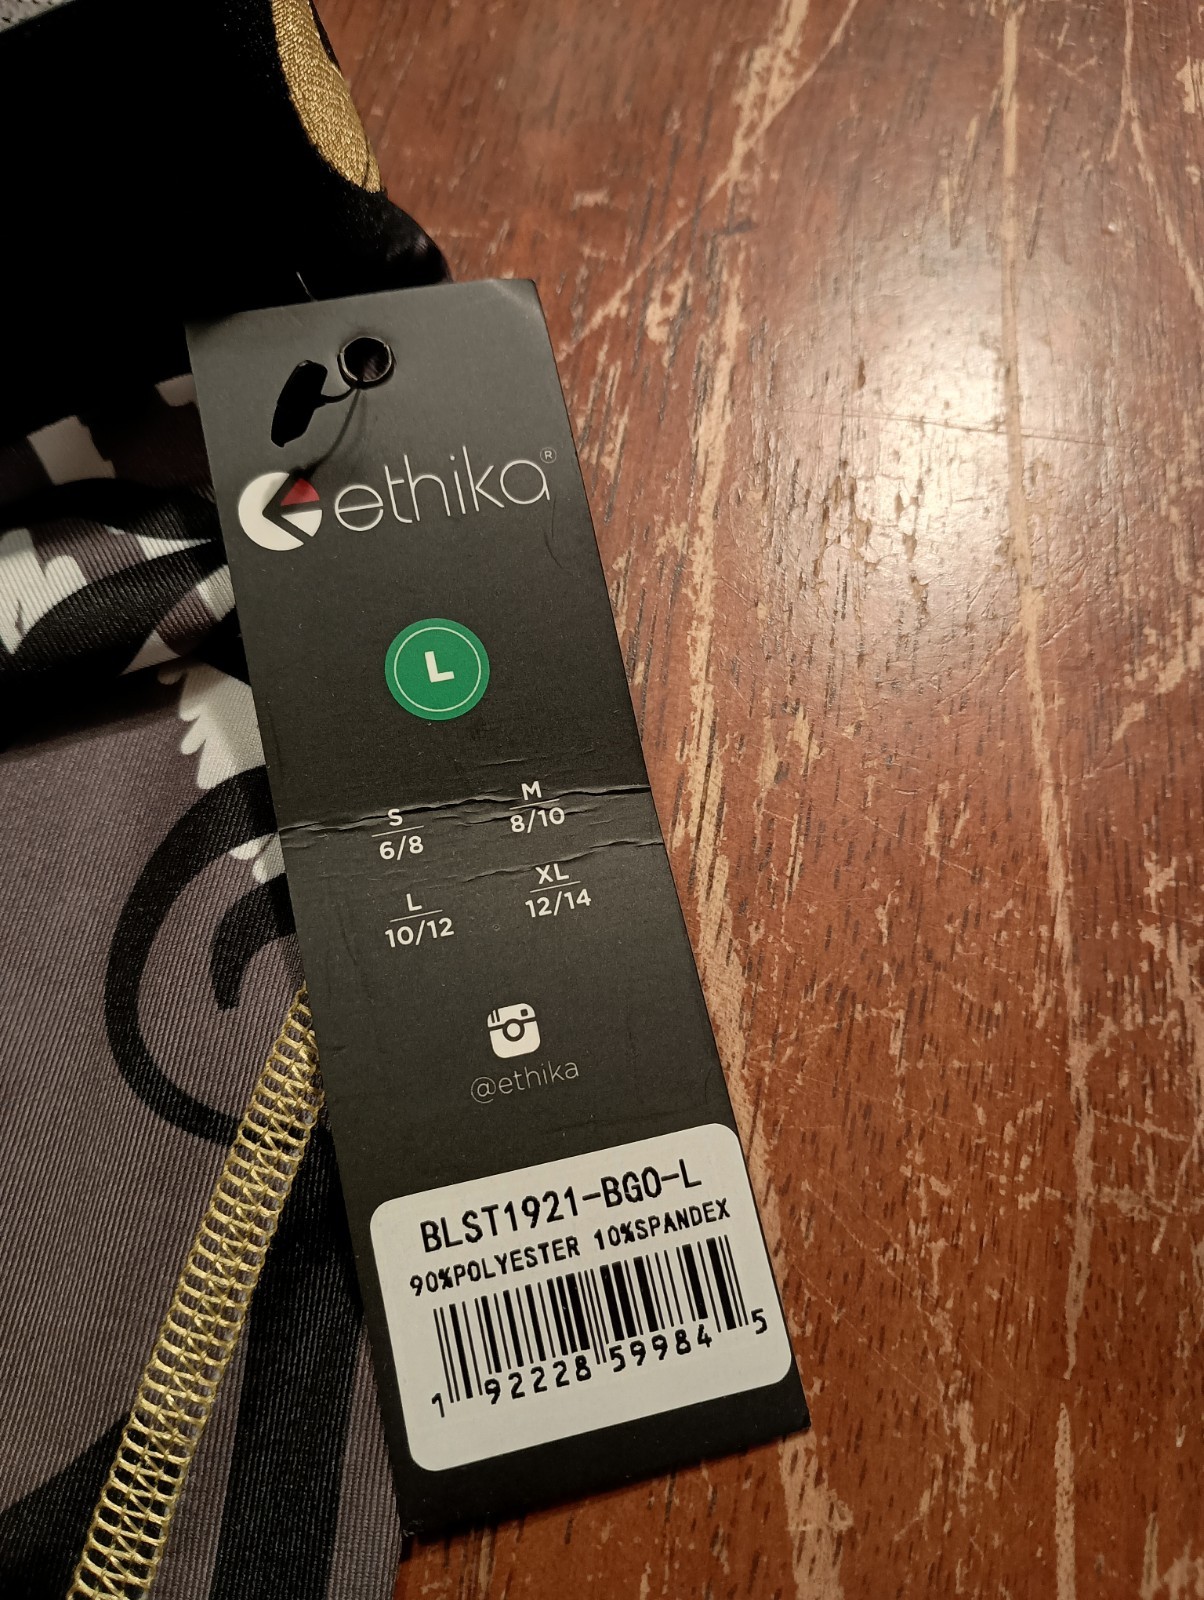 ethika®
L
S
6/8
M
8/10
L
10/12
XL
12/14
@ethika
BLST1921-BGO-L
90%POLYESTER 10%SPANDEX
1 92228 59984 5